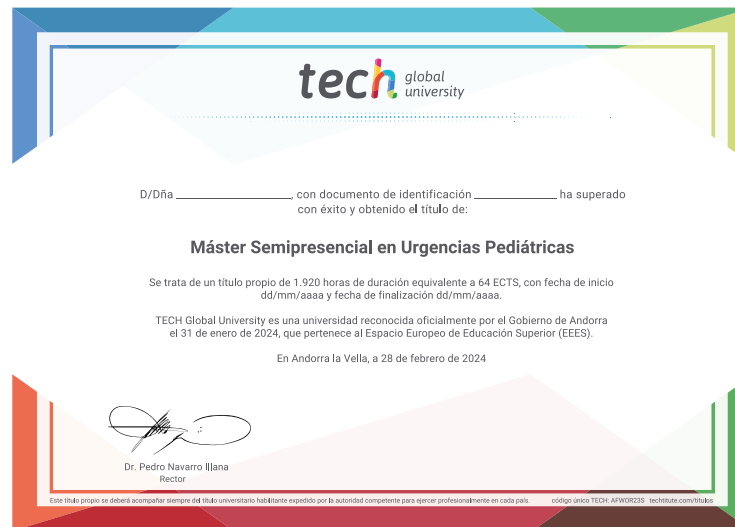 tech global university
D/Dña ____________________, con documento de identificación ______________ ha superado
con éxito y obtenido el título de:
Máster Semipresencial en Urgencias Pediátricas
Se trata de un título propio de 1.920 horas de duración equivalente a 64 ECTS, con fecha de inicio
dd/mm/aaaa y fecha de finalización dd/mm/aaaa.
TECH Global University es una universidad reconocida oficialmente por el Gobierno de Andorra
el 31 de enero de 2024, que pertenece al Espacio Europeo de Educación Superior (EEES).
En Andorra la Vella, a 28 de febrero de 2024
Dr. Pedro Navarro Illana
Rector
Este título propio se deberá acompañar siempre del título universitario habilitante expedido por la autoridad competente para ejercer profesionalmente en cada país. código único TECH: AFWOR23S techtitute.com/titulos